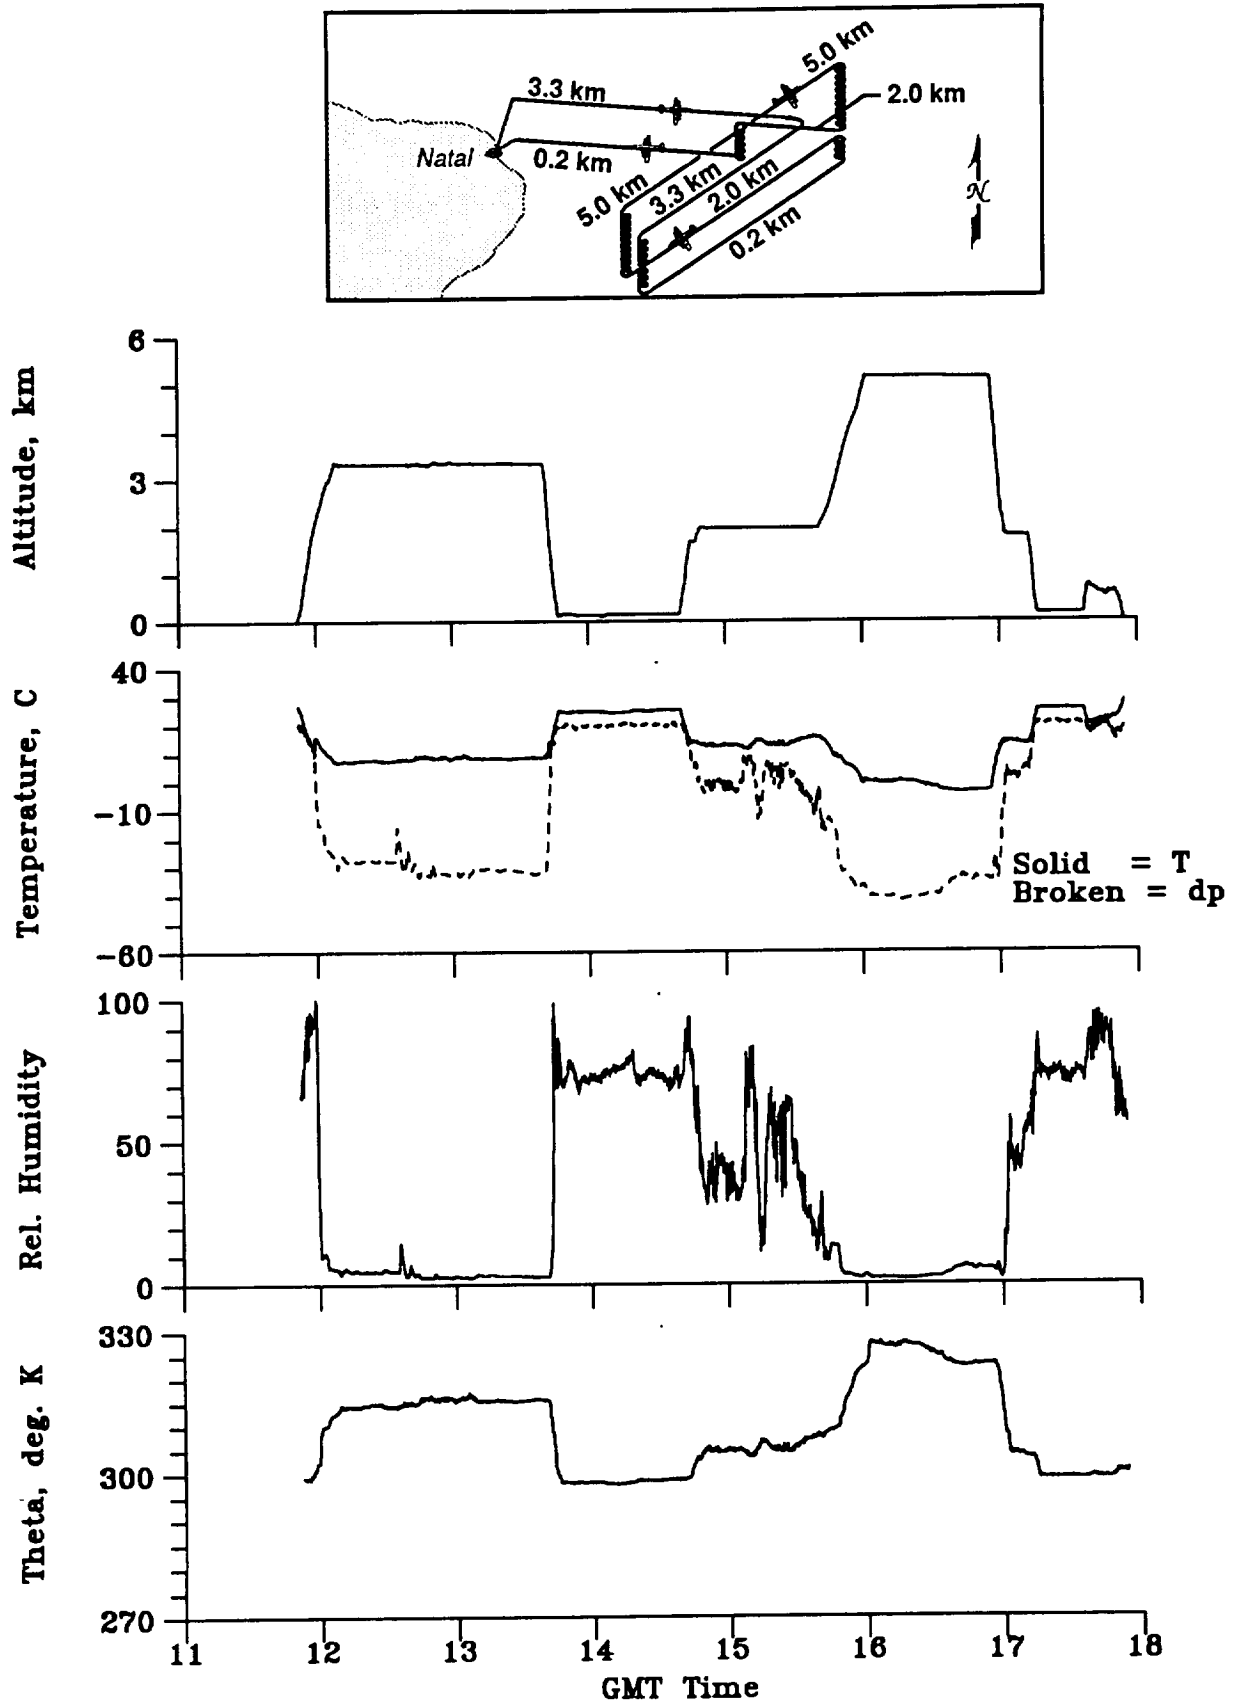 5.0 km
3.3 km
2.0 km
Natal
0.2 km
5.0 km
3.3 km
2.0 km
0.2 km
N
6
3
0
Altitude, km
40
-10
-60
Temperature, C
Solid = T
Broken = dp
100
50
0
Rel. Humidity
330
300
270
Theta, deg. K
11 12 13 14 15 16 17 18
GMT Time